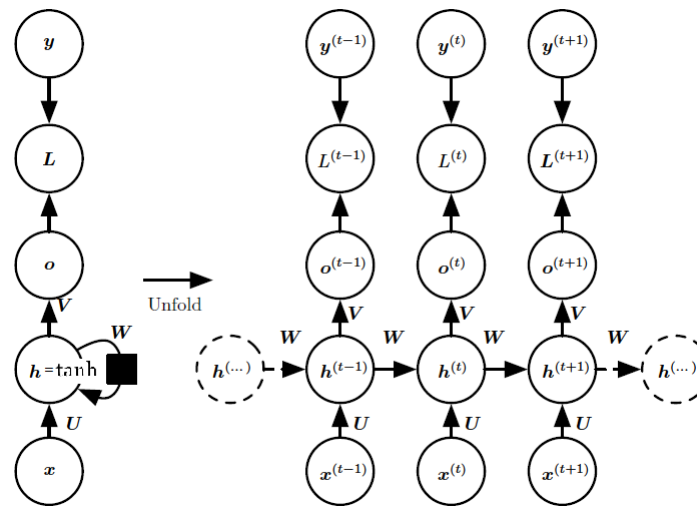 y y^(t−1) y^(t) y^(t+1)
L L^(t−1) L^(t) L^(t+1)
o o^(t−1) o^(t) o^(t+1)
Unfold
V V V V
W W W W W
h=tanh h^(...) h^(t−1) h^(t) h^(t+1) h^(...)
U U U U
x x^(t−1) x^(t) x^(t+1)